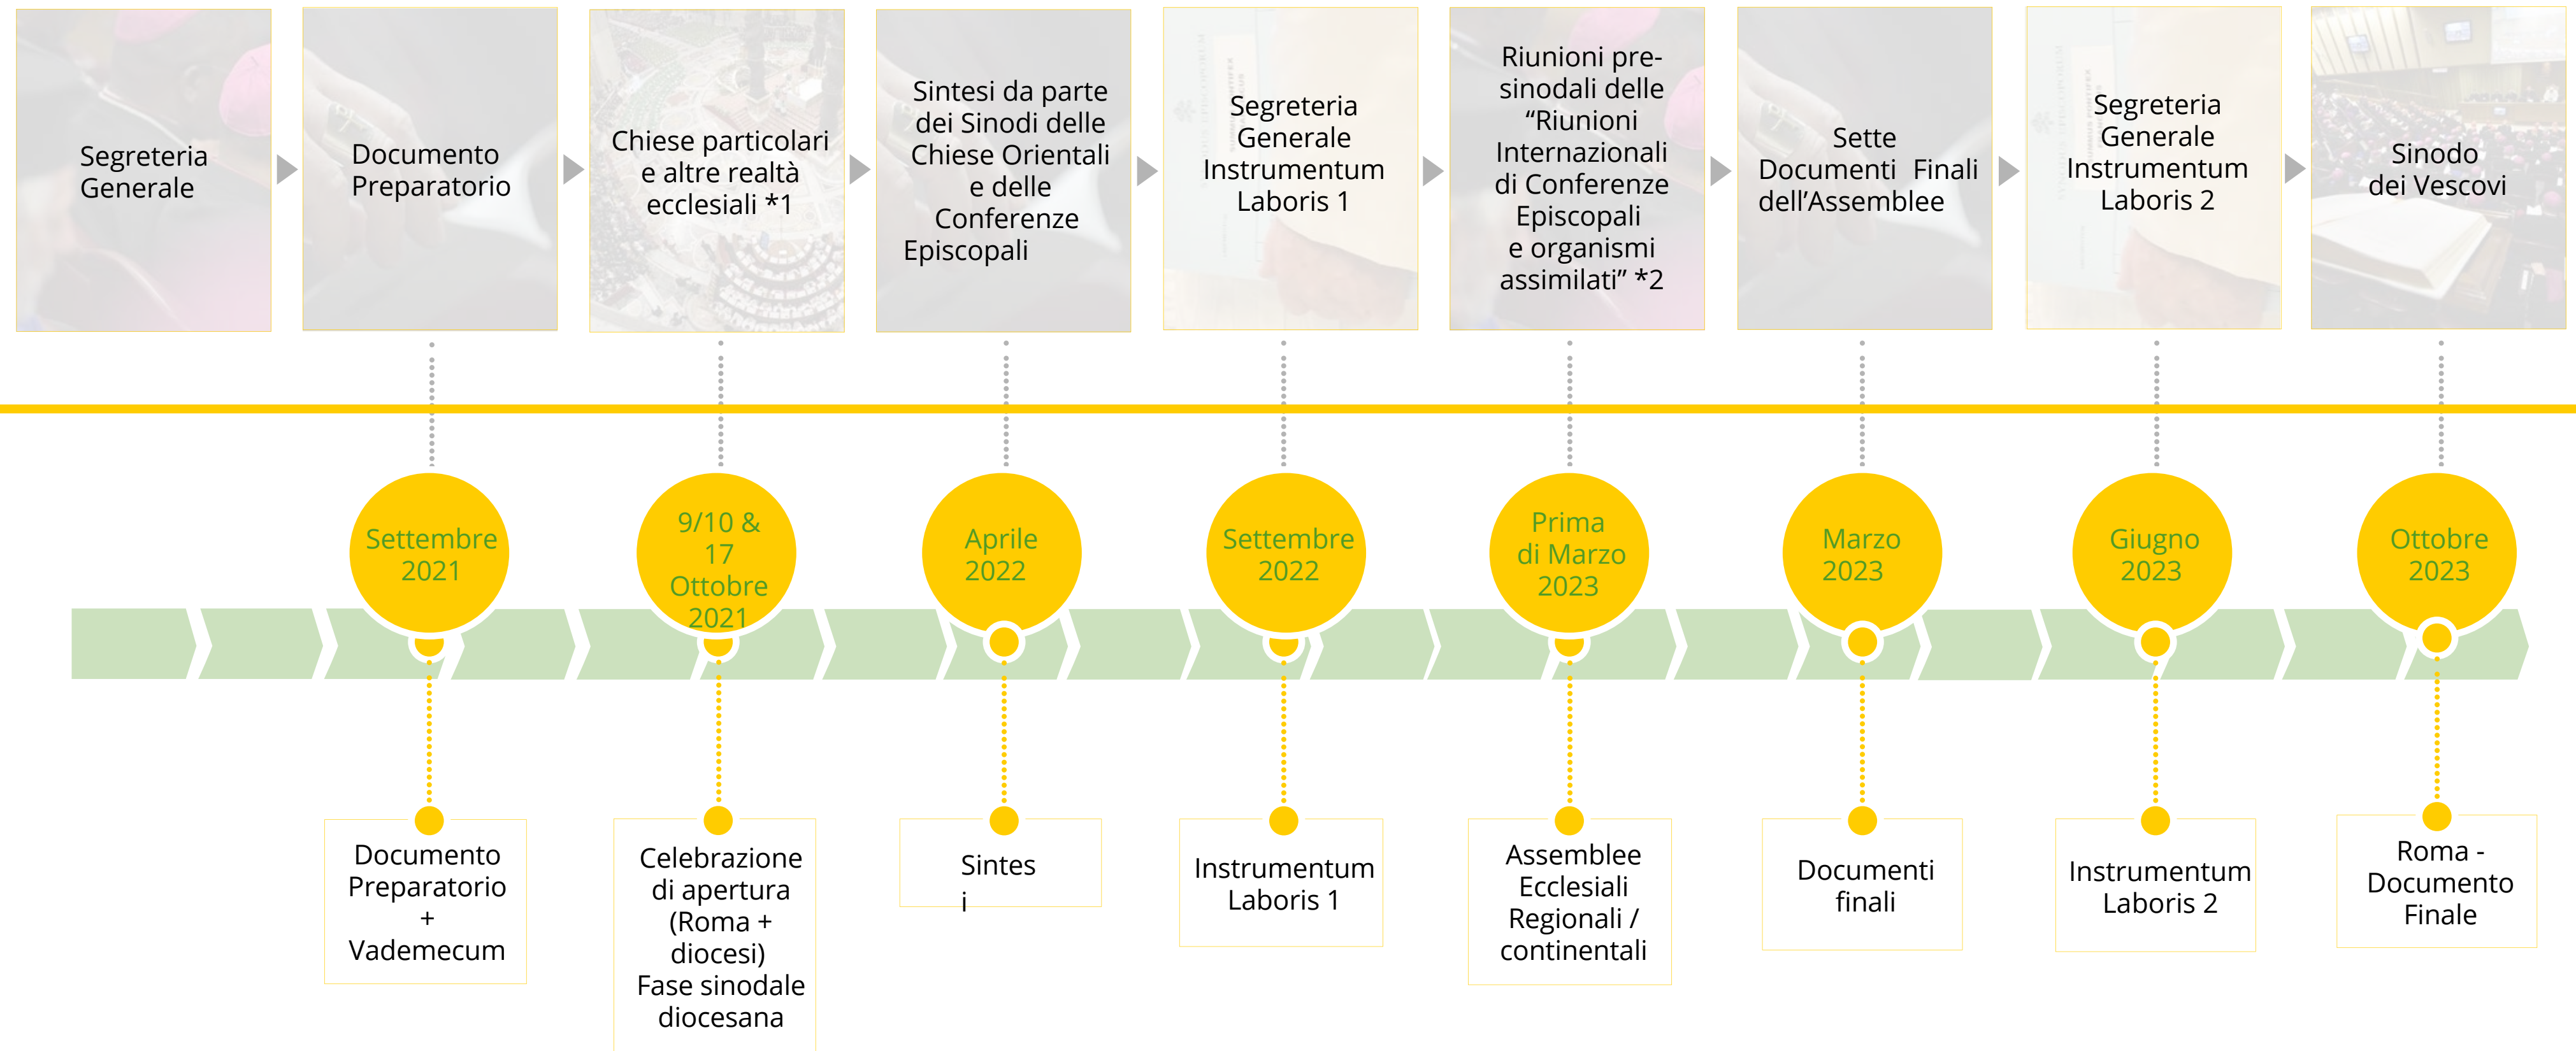 Segreteria
Generale
Documento
Preparatorio
Chiese particolari
e altre realtà
ecclesiali *1
Sintesi da parte
dei Sinodi delle
Chiese Orientali
e delle
Conferenze
Episcopali
Segreteria
Generale
Instrumentum
Laboris 1
Riunioni pre-
sinodali delle
“Riunioni
Internazionali
di Conferenze
Episcopali
e organismi
assimilati” *2
Sette
Documenti Finali
dell’Assemblee
Segreteria
Generale
Instrumentum
Laboris 2
Sinodo
dei Vescovi
Settembre
2021
9/10 &
17
Ottobre
2021
Aprile
2022
Settembre
2022
Prima
di Marzo
2023
Marzo
2023
Giugno
2023
Ottobre
2023
Documento
Preparatorio
+
Vademecum
Celebrazione
di apertura
(Roma +
diocesi)
Fase sinodale
diocesana
Sintes
i
Instrumentum
Laboris 1
Assemblee
Ecclesiali
Regionali /
continentali
Documenti
finali
Instrumentum
Laboris 2
Roma -
Documento
Finale